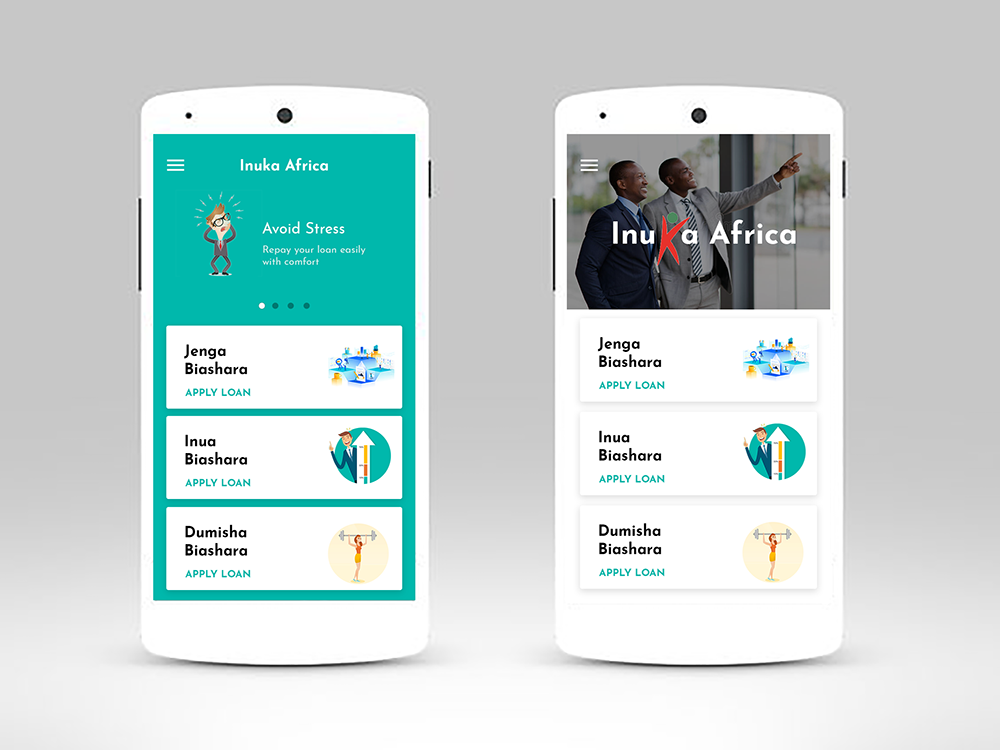 Inuka Africa
Avoid Stress
Repay your loan easily
with comfort
Jenga
Biashara
APPLY LOAN
Inua
Biashara
APPLY LOAN
Dumisha
Biashara
APPLY LOAN
InuKa Africa
Jenga
Biashara
APPLY LOAN
Inua
Biashara
APPLY LOAN
Dumisha
Biashara
APPLY LOAN